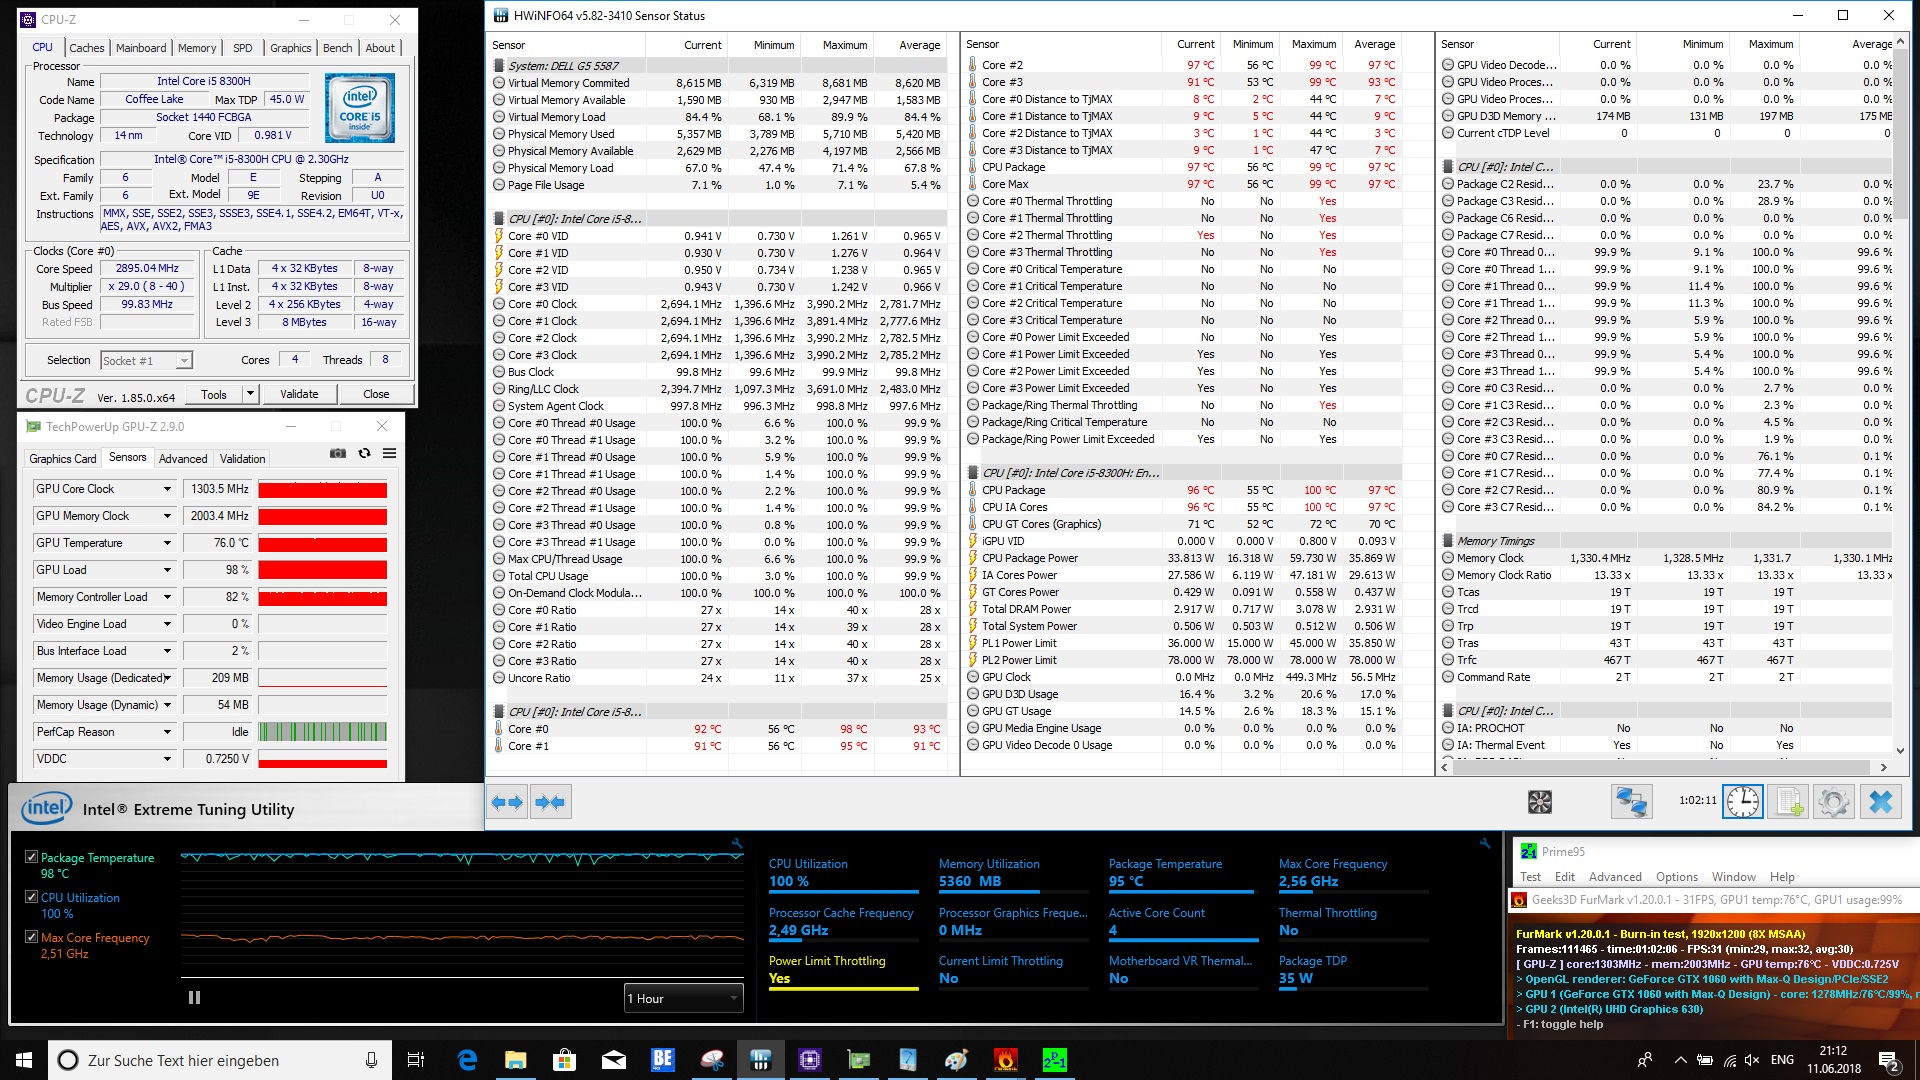 CPU-Z
CPU Caches Mainboard Memory SPD Graphics Bench About
Processor
Name Intel Core i5 8300H
Code Name Coffee Lake Max TDP 45.0 W
Package Socket 1440 FCBGA
Technology 14 nm Core VID 0.981 V
intel CORE i5 inside
Specification Intel® Core™ i5-8300H CPU @ 2.30GHz
Family 6 Model E Stepping A
Ext. Family 6 Ext. Model 9E Revision U0
Instructions MMX, SSE, SSE2, SSE3, SSSE3, SSE4.1, SSE4.2, EM64T, VT-x,
AES, AVX, AVX2, FMA3
Clocks (Core #0)
Core Speed 2895.04 MHz
Multiplier x 29.0 ( 8 - 40 )
Bus Speed 99.83 MHz
Rated FSB
Cache
L1 Data 4 x 32 KBytes 8-way
L1 Inst. 4 x 32 KBytes 8-way
Level 2 4 x 256 KBytes 4-way
Level 3 8 MBytes 16-way
Selection Socket #1 Cores 4 Threads 8
CPU-Z Ver. 1.85.0.x64 Tools Validate Close
TechPowerUp GPU-Z 2.9.0
Graphics Card Sensors Advanced Validation
GPU Core Clock 1303.5 MHz
GPU Memory Clock 2003.4 MHz
GPU Temperature 76.0 °C
GPU Load 98 %
Memory Controller Load 82 %
Video Engine Load 0 %
Bus Interface Load 2 %
Memory Usage (Dedicated) 209 MB
Memory Usage (Dynamic) 54 MB
PerfCap Reason Idle
VDDC 0.7250 V
HWiNFO64 v5.82-3410 Sensor Status
Sensor Current Minimum Maximum Average
System: DELL G5 5587
Virtual Memory Commited 8,615 MB 6,319 MB 8,681 MB 8,620 MB
Virtual Memory Available 1,590 MB 930 MB 2,947 MB 1,583 MB
Virtual Memory Load 84.4 % 68.1 % 89.9 % 84.4 %
Physical Memory Used 5,357 MB 3,789 MB 5,710 MB 5,420 MB
Physical Memory Available 2,629 MB 2,276 MB 4,197 MB 2,566 MB
Physical Memory Load 67.0 % 47.4 % 71.4 % 67.8 %
Page File Usage 7.1 % 1.0 % 7.1 % 5.4 %
CPU [#0]: Intel Core i5-8...
Core #0 VID 0.941 V 0.730 V 1.261 V 0.965 V
Core #1 VID 0.930 V 0.730 V 1.276 V 0.964 V
Core #2 VID 0.950 V 0.734 V 1.238 V 0.965 V
Core #3 VID 0.943 V 0.730 V 1.242 V 0.966 V
Core #0 Clock 2,694.1 MHz 1,396.6 MHz 3,990.2 MHz 2,781.7 MHz
Core #1 Clock 2,694.1 MHz 1,396.6 MHz 3,891.4 MHz 2,777.6 MHz
Core #2 Clock 2,694.1 MHz 1,396.6 MHz 3,990.2 MHz 2,782.5 MHz
Core #3 Clock 2,694.1 MHz 1,396.6 MHz 3,990.2 MHz 2,785.2 MHz
Bus Clock 99.8 MHz 99.6 MHz 99.9 MHz 99.8 MHz
Ring/LLC Clock 2,394.7 MHz 1,097.3 MHz 3,691.0 MHz 2,483.0 MHz
System Agent Clock 997.8 MHz 996.3 MHz 998.8 MHz 997.6 MHz
Core #0 Thread #0 Usage 100.0 % 6.6 % 100.0 % 99.9 %
Core #0 Thread #1 Usage 100.0 % 3.2 % 100.0 % 99.9 %
Core #1 Thread #0 Usage 100.0 % 5.9 % 100.0 % 99.9 %
Core #1 Thread #1 Usage 100.0 % 1.4 % 100.0 % 99.9 %
Core #2 Thread #0 Usage 100.0 % 2.2 % 100.0 % 99.9 %
Core #2 Thread #1 Usage 100.0 % 1.4 % 100.0 % 99.9 %
Core #3 Thread #0 Usage 100.0 % 0.8 % 100.0 % 99.9 %
Core #3 Thread #1 Usage 100.0 % 0.0 % 100.0 % 99.9 %
Max CPU/Thread Usage 100.0 % 6.6 % 100.0 % 99.9 %
Total CPU Usage 100.0 % 3.0 % 100.0 % 99.9 %
On-Demand Clock Modula... 100.0 % 100.0 % 100.0 % 100.0 %
Core #0 Ratio 27 x 14 x 40 x 28 x
Core #1 Ratio 27 x 14 x 39 x 28 x
Core #2 Ratio 27 x 14 x 40 x 28 x
Core #3 Ratio 27 x 14 x 40 x 28 x
Uncore Ratio 24 x 11 x 37 x 25 x
CPU [#0]: Intel Core i5-8...
Core #0 92 °C 56 °C 98 °C 93 °C
Core #1 91 °C 56 °C 95 °C 91 °C
Sensor Current Minimum Maximum Average
Core #2 97 °C 56 °C 99 °C 97 °C
Core #3 91 °C 53 °C 99 °C 93 °C
Core #0 Distance to TjMAX 8 °C 2 °C 44 °C 7 °C
Core #1 Distance to TjMAX 9 °C 5 °C 44 °C 9 °C
Core #2 Distance to TjMAX 3 °C 1 °C 44 °C 3 °C
Core #3 Distance to TjMAX 9 °C 1 °C 47 °C 7 °C
CPU Package 97 °C 56 °C 99 °C 97 °C
Core Max 97 °C 56 °C 99 °C 97 °C
Core #0 Thermal Throttling No No Yes
Core #1 Thermal Throttling No No Yes
Core #2 Thermal Throttling Yes No Yes
Core #3 Thermal Throttling No No Yes
Core #0 Critical Temperature No No No
Core #1 Critical Temperature No No No
Core #2 Critical Temperature No No No
Core #3 Critical Temperature No No No
Core #0 Power Limit Exceeded No No Yes
Core #1 Power Limit Exceeded Yes No Yes
Core #2 Power Limit Exceeded Yes No Yes
Core #3 Power Limit Exceeded Yes No Yes
Package/Ring Thermal Throttling No No Yes
Package/Ring Critical Temperature No No No
Package/Ring Power Limit Exceeded Yes No Yes
CPU [#0]: Intel Core i5-8300H: En...
CPU Package 96 °C 55 °C 100 °C 97 °C
CPU IA Cores 96 °C 55 °C 100 °C 97 °C
CPU GT Cores (Graphics) 71 °C 52 °C 72 °C 70 °C
iGPU VID 0.000 V 0.000 V 0.800 V 0.093 V
CPU Package Power 33.813 W 16.318 W 59.730 W 35.869 W
IA Cores Power 27.586 W 6.119 W 47.181 W 29.613 W
GT Cores Power 0.429 W 0.091 W 0.558 W 0.437 W
Total DRAM Power 2.917 W 0.717 W 3.078 W 2.931 W
Total System Power 0.506 W 0.503 W 0.512 W 0.506 W
PL1 Power Limit 36.000 W 15.000 W 45.000 W 35.850 W
PL2 Power Limit 78.000 W 78.000 W 78.000 W 78.000 W
GPU Clock 0.0 MHz 0.0 MHz 449.3 MHz 56.5 MHz
GPU D3D Usage 16.4 % 3.2 % 20.6 % 17.0 %
GPU GT Usage 14.5 % 2.6 % 18.3 % 15.1 %
GPU Media Engine Usage 0.0 % 0.0 % 0.0 % 0.0 %
GPU Video Decode 0 Usage 0.0 % 0.0 % 0.0 % 0.0 %
Sensor Current Minimum Maximum Average
GPU Video Decode... 0.0 % 0.0 % 0.0 % 0.0 %
GPU Video Proces... 0.0 % 0.0 % 0.0 % 0.0 %
GPU Video Proces... 0.0 % 0.0 % 0.0 % 0.0 %
GPU D3D Memory ... 174 MB 131 MB 197 MB 175 MB
Current cTDP Level 0 0 0 0
CPU [#0]: Intel C...
Package C2 Resid... 0.0 % 0.0 % 23.7 % 0.0 %
Package C3 Resid... 0.0 % 0.0 % 28.9 % 0.0 %
Package C6 Resid... 0.0 % 0.0 % 0.0 % 0.0 %
Package C7 Resid... 0.0 % 0.0 % 0.0 % 0.0 %
Core #0 Thread 0... 99.9 % 9.1 % 100.0 % 99.6 %
Core #0 Thread 1... 99.9 % 9.1 % 100.0 % 99.6 %
Core #1 Thread 0... 99.9 % 11.4 % 100.0 % 99.6 %
Core #1 Thread 1... 99.9 % 11.3 % 100.0 % 99.6 %
Core #2 Thread 0... 99.9 % 5.9 % 100.0 % 99.6 %
Core #2 Thread 1... 99.9 % 5.9 % 100.0 % 99.6 %
Core #3 Thread 0... 99.9 % 5.4 % 100.0 % 99.6 %
Core #3 Thread 1... 99.9 % 5.4 % 100.0 % 99.6 %
Core #0 C3 Resid... 0.0 % 0.0 % 2.7 % 0.0 %
Core #1 C3 Resid... 0.0 % 0.0 % 2.3 % 0.0 %
Core #2 C3 Resid... 0.0 % 0.0 % 4.5 % 0.0 %
Core #3 C3 Resid... 0.0 % 0.0 % 1.9 % 0.0 %
Core #0 C7 Resid... 0.0 % 0.0 % 76.1 % 0.1 %
Core #1 C7 Resid... 0.0 % 0.0 % 77.4 % 0.1 %
Core #2 C7 Resid... 0.0 % 0.0 % 80.9 % 0.1 %
Core #3 C7 Resid... 0.0 % 0.0 % 84.2 % 0.1 %
Memory Timings
Memory Clock 1,330.4 MHz 1,328.5 MHz 1,331.7 1,330.1 MHz
Memory Clock Ratio 13.33 x 13.33 x 13.33 x 13.33 x
Tcas 19 T 19 T 19 T
Trcd 19 T 19 T 19 T
Trp 19 T 19 T 19 T
Tras 43 T 43 T 43 T
Trfc 467 T 467 T 467 T
Command Rate 2 T 2 T 2 T
CPU [#0]: Intel C...
IA: PROCHOT No No No
IA: Thermal Event Yes No Yes
1:02:11
intel Intel® Extreme Tuning Utility
Package Temperature
98 °C
CPU Utilization
100 %
Max Core Frequency
2,51 GHz
1 Hour
CPU Utilization Memory Utilization Package Temperature Max Core Frequency
100 % 5360 MB 95 °C 2,56 GHz
Processor Cache Frequency Processor Graphics Freque... Active Core Count Thermal Throttling
2,49 GHz 0 MHz 4 No
Power Limit Throttling Current Limit Throttling Motherboard VR Thermal... Package TDP
Yes No No 35 W
Prime95
Test Edit Advanced Options Window Help
Geeks3D FurMark v1.20.0.1 - 31FPS, GPU1 temp:76°C, GPU1 usage:99%
FurMark v1.20.0.1 - Burn-in test, 1920x1200 (8X MSAA)
Frames:111465 - time:01:02:06 - FPS:31 (min:29, max:32, avg:30)
[ GPU-Z ] core:1303MHz - mem:2003MHz - GPU temp:76°C - VDDC:0.725V
> OpenGL renderer: GeForce GTX 1060 with Max-Q Design/PCIe/SSE2
> GPU 1 (GeForce GTX 1060 with Max-Q Design) - core: 1278MHz/76°C/99%,
> GPU 2 (Intel(R) UHD Graphics 630)
- F1: toggle help
Zur Suche Text hier eingeben
BE
ENG
21:12
11.06.2018
2